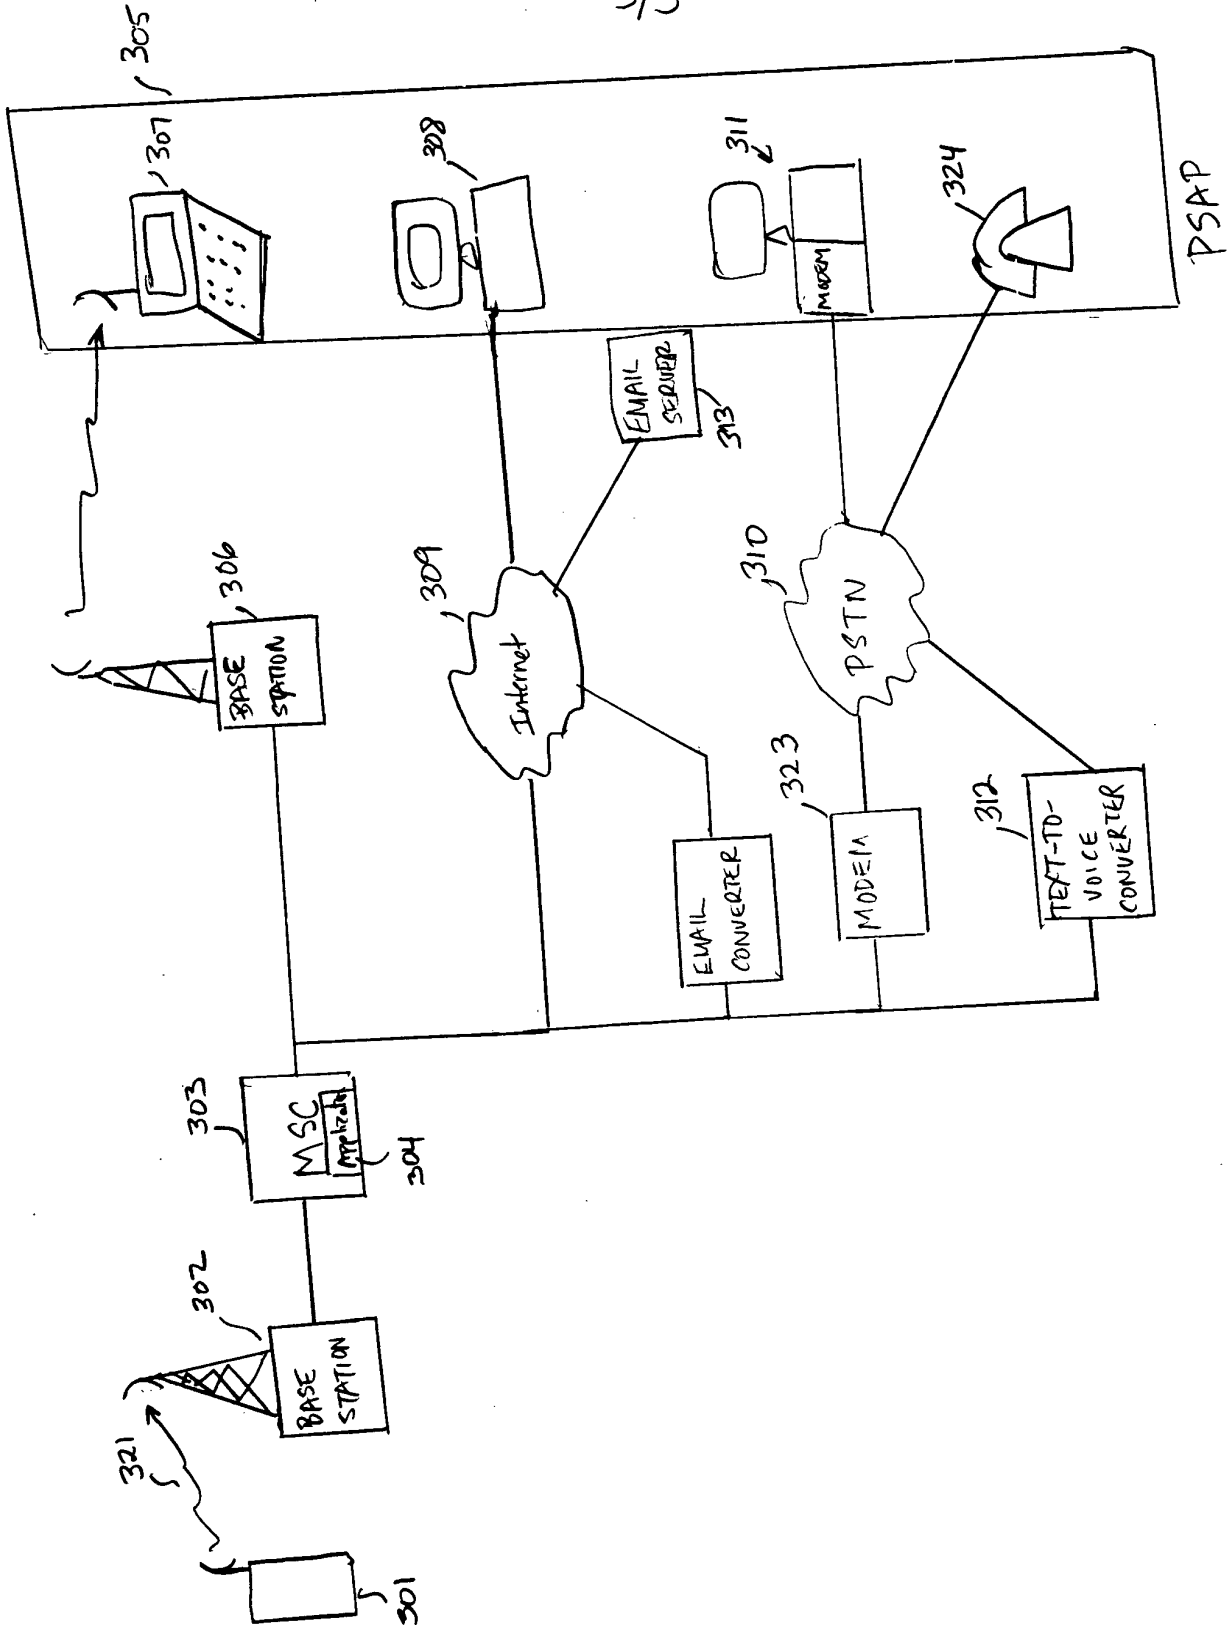 3/3
321
301
302
BASE
STATION
303
MSC
Application
304
306
BASE
STATION
305
307
309
Internet
308
EMAIL
SERVER
313
EMAIL
CONVERTER
310
PSTN
311
MODEM
323
MODEM
312
TEXT-TO-
VOICE
CONVERTER
324
PSAP